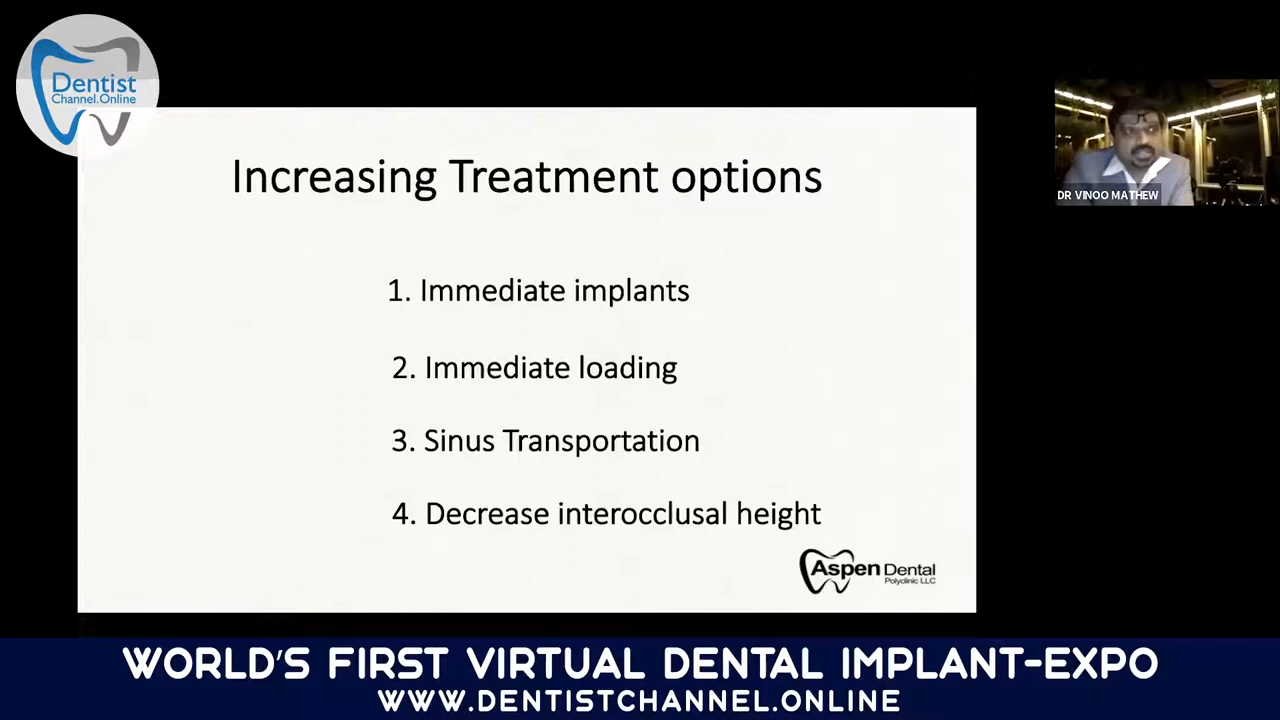 Dentist
Channel.Online
Increasing Treatment options
1. Immediate implants
2. Immediate loading
3. Sinus Transportation
4. Decrease interocclusal height
Aspen Dental
Polyclinic LLC
DR VINOO MATHEW
WORLD'S FIRST VIRTUAL DENTAL IMPLANT-EXPO
WWW.DENTISTCHANNEL.ONLINE